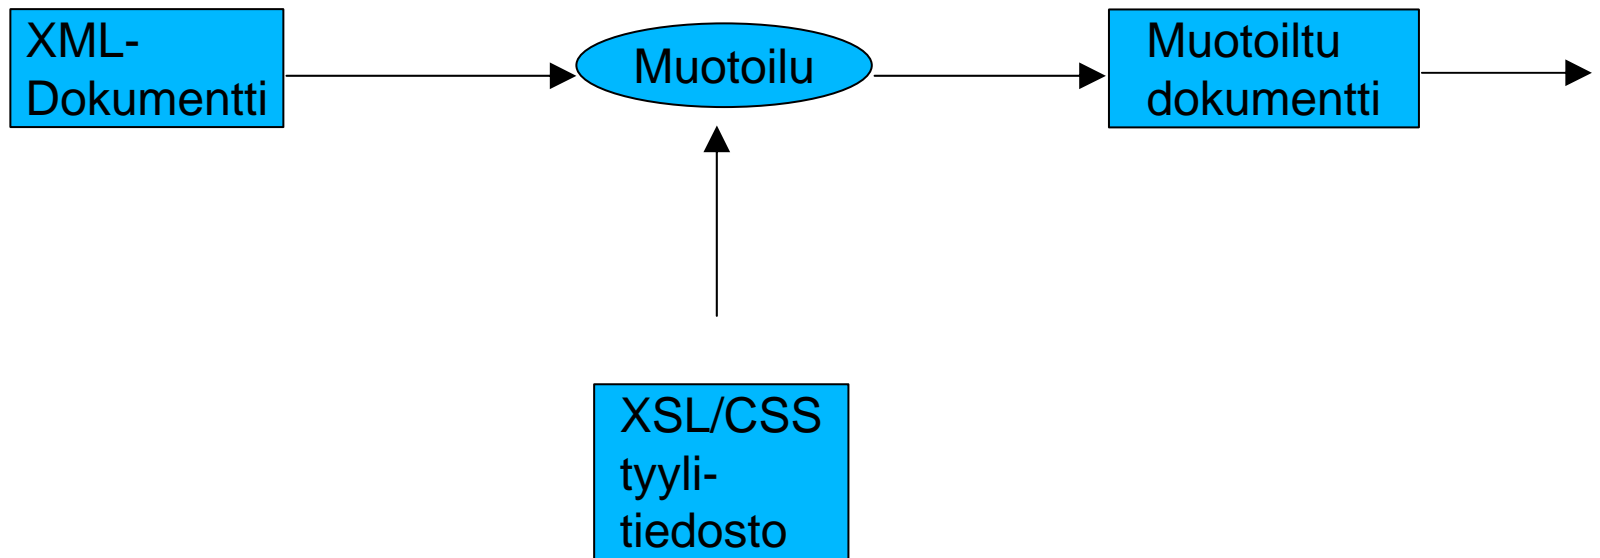 XML-
Dokumentti
Muotoilu
Muotoiltu
dokumentti
XSL/CSS
tyyli-
tiedosto